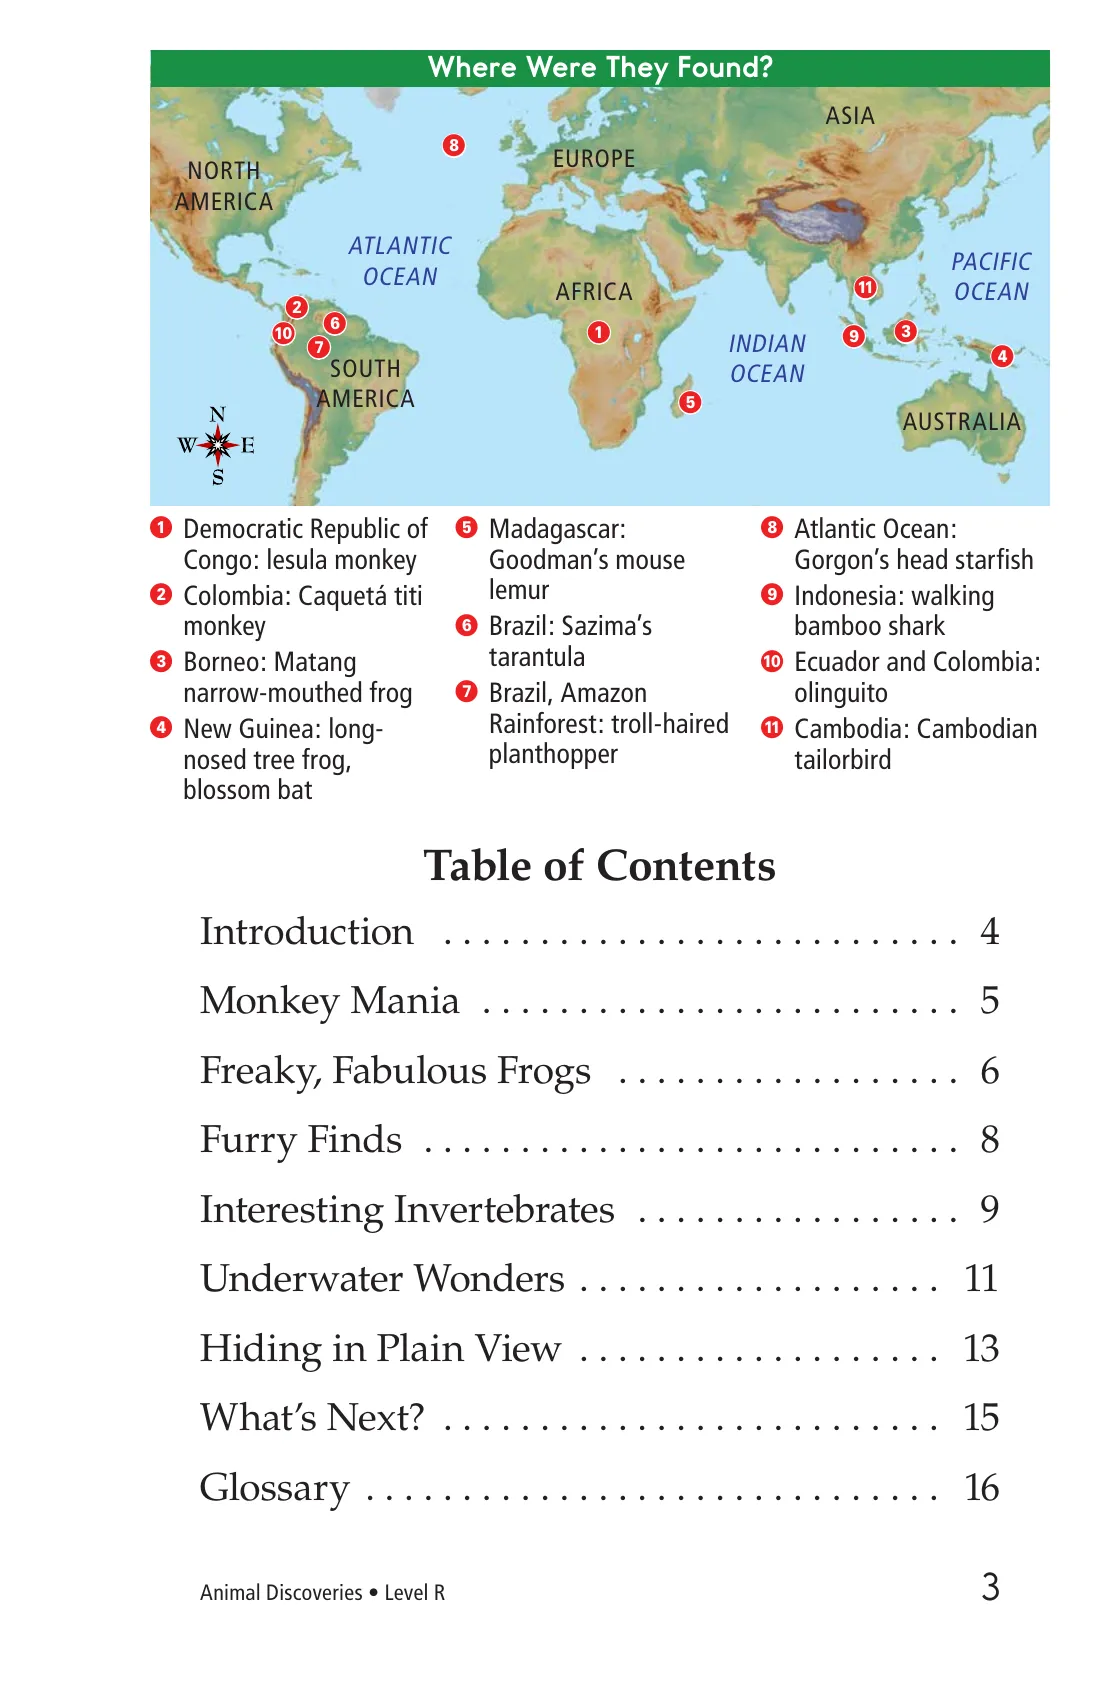 Where Were They Found?
NORTH
AMERICA
ATLANTIC
OCEAN
EUROPE
ASIA
AFRICA
PACIFIC
OCEAN
INDIAN
OCEAN
SOUTH
AMERICA
AUSTRALIA
8
2
10
6
7
1
5
11
9
3
4
N
W E
S
1 Democratic Republic of
Congo: lesula monkey
2 Colombia: Caquetá titi
monkey
3 Borneo: Matang
narrow-mouthed frog
4 New Guinea: long-
nosed tree frog,
blossom bat
5 Madagascar:
Goodman’s mouse
lemur
6 Brazil: Sazima’s
tarantula
7 Brazil, Amazon
Rainforest: troll-haired
planthopper
8 Atlantic Ocean:
Gorgon’s head starfish
9 Indonesia: walking
bamboo shark
10 Ecuador and Colombia:
olinguito
11 Cambodia: Cambodian
tailorbird
Table of Contents
Introduction . . . . . . . . . . . . . . . . . . . . . . . . . . . 4
Monkey Mania . . . . . . . . . . . . . . . . . . . . . . . . . 5
Freaky, Fabulous Frogs . . . . . . . . . . . . . . . . . . 6
Furry Finds . . . . . . . . . . . . . . . . . . . . . . . . . . . . 8
Interesting Invertebrates . . . . . . . . . . . . . . . . . 9
Underwater Wonders . . . . . . . . . . . . . . . . . . . 11
Hiding in Plain View . . . . . . . . . . . . . . . . . . . 13
What’s Next? . . . . . . . . . . . . . . . . . . . . . . . . . . 15
Glossary . . . . . . . . . . . . . . . . . . . . . . . . . . . . . . 16
Animal Discoveries • Level R 3